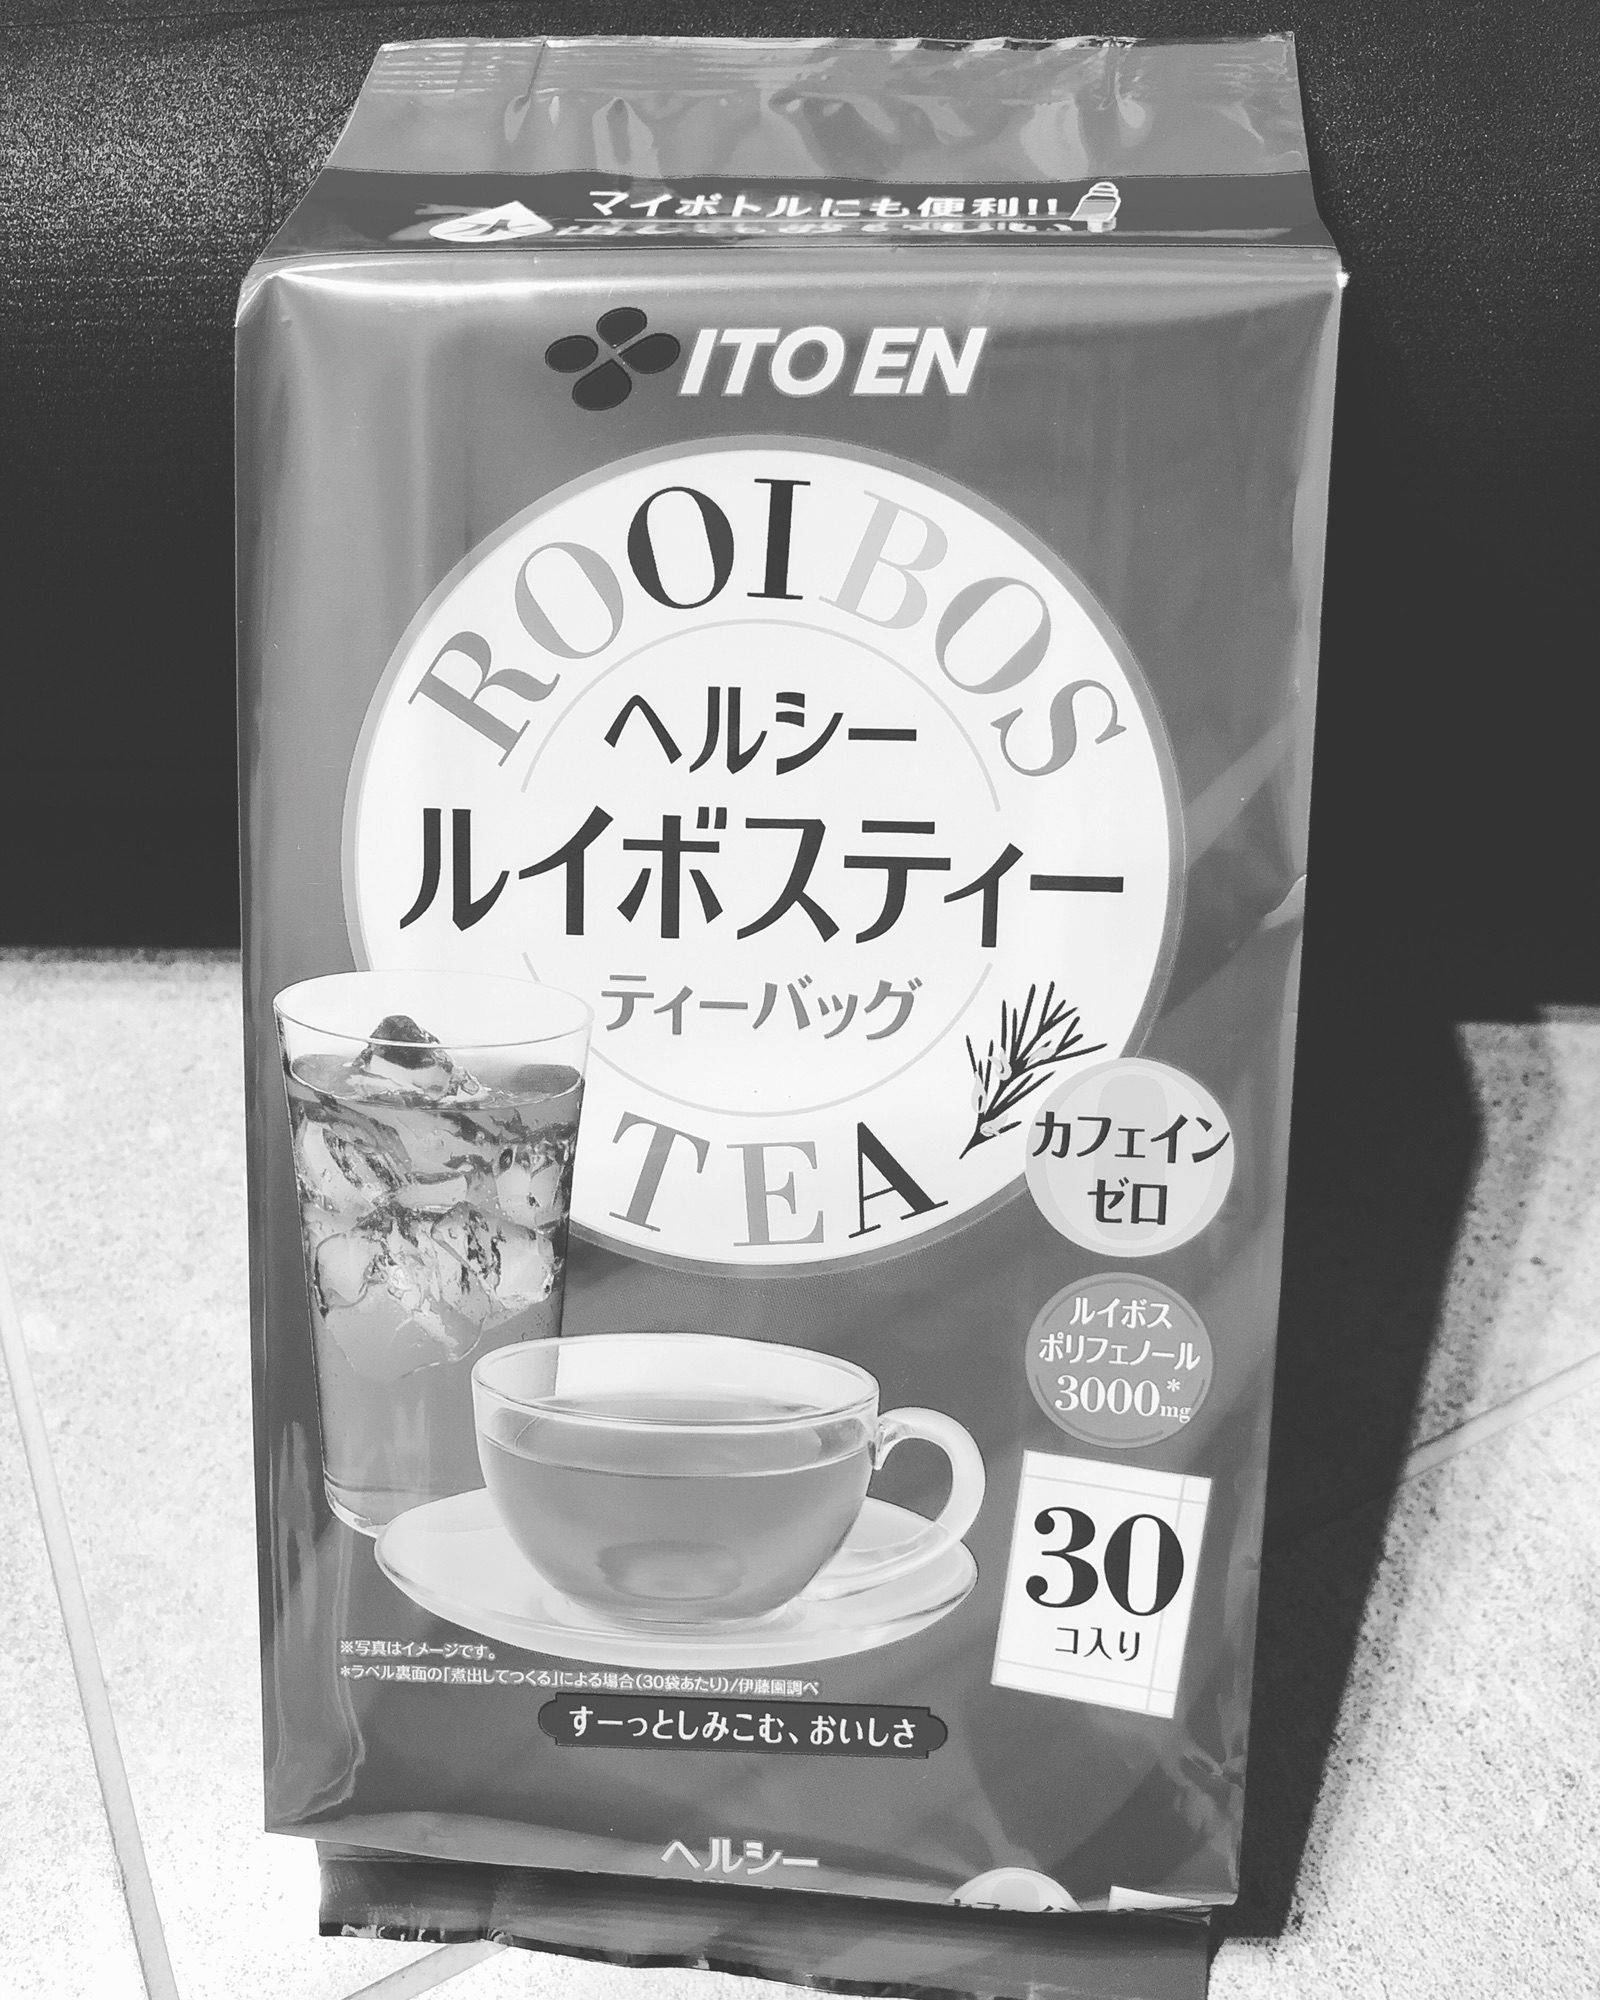 マイボトルにも便利!!
水
ITO EN
ROOIBOS
ヘルシー
ルイボスティー
ティーバッグ
TEA
カフェイン
ゼロ
ルイボス
ポリフェノール
3000*mg
30
コ入り
※写真はイメージです。
*ラベル裏面の「煮出してつくる」による場合(30袋あたり)/伊藤園調べ
すーっとしみこむ、おいしさ
ヘルシー